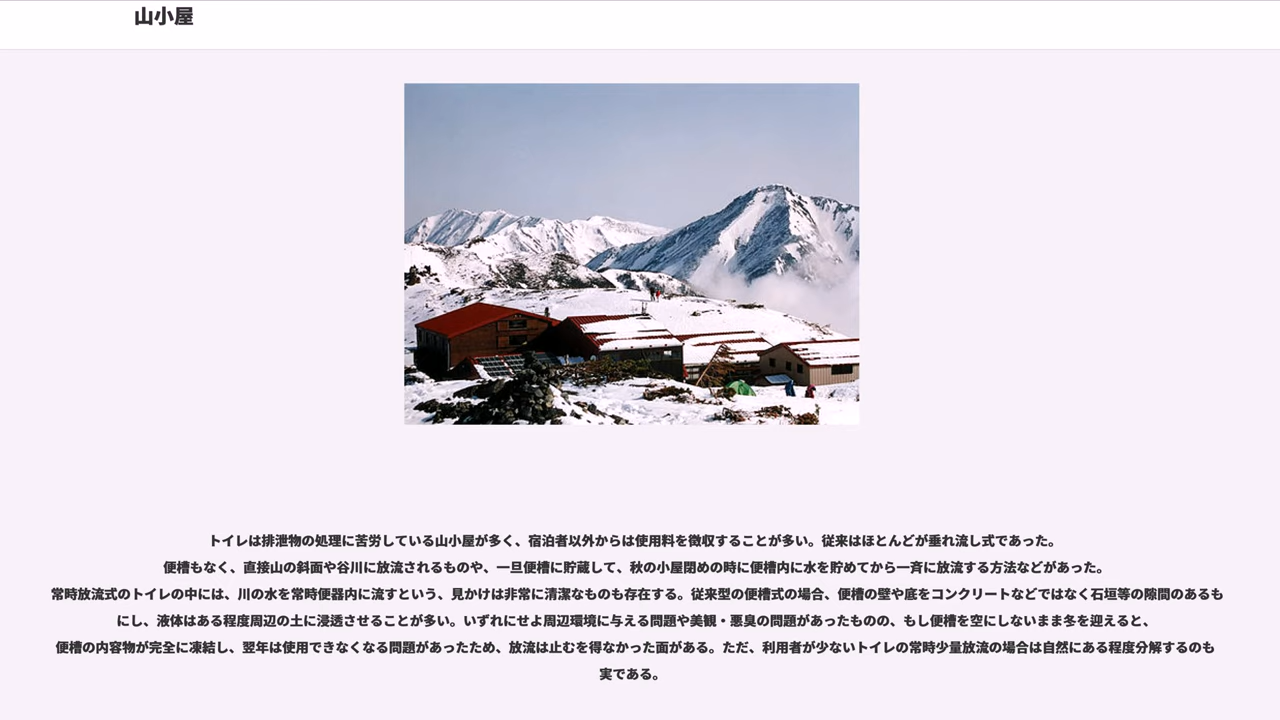 山小屋
トイレは排泄物の処理に苦労している山小屋が多く、宿泊者以外からは使用料を徴収することが多い。従来はほとんどが垂れ流し式であった。
便槽もなく、直接山の斜面や谷川に放流されるものや、一旦便槽に貯蔵して、秋の小屋閉めの時に便槽内に水を貯めてから一斉に放流する方法などがあった。
常時放流式のトイレの中には、川の水を常時便器内に流すという、見かけは非常に清潔なものも存在する。従来型の便槽式の場合、便槽の壁や底をコンクリートなどではなく石垣等の隙間のあるも
にし、液体はある程度周辺の土に浸透させることが多い。いずれにせよ周辺環境に与える問題や美観・悪臭の問題があったものの、もし便槽を空にしないまま冬を迎えると、
便槽の内容物が完全に凍結し、翌年は使用できなくなる問題があったため、放流は止むを得なかった面がある。ただ、利用者が少ないトイレの常時少量放流の場合は自然にある程度分解するのも
実である。